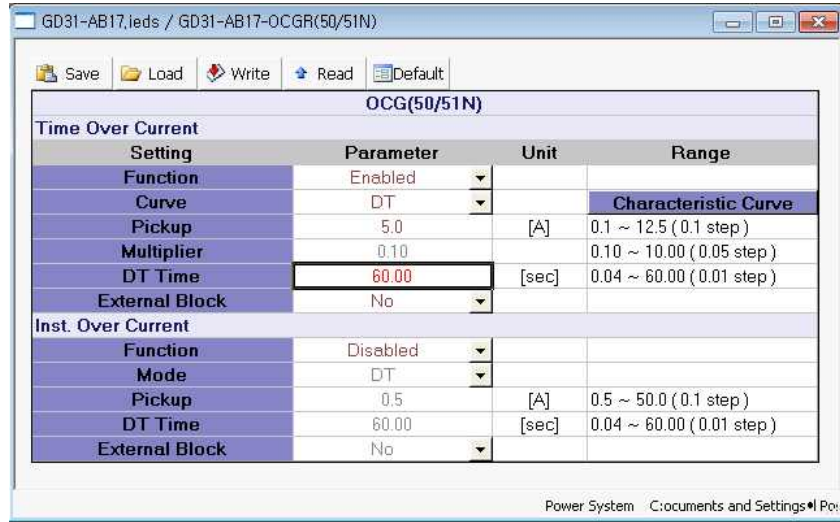 GD31-AB17.ieds / GD31-AB17-OCGR(50/51N)
Save Load Write Read Default
OCG(50/51N)
Time Over Current
Setting Parameter Unit Range
Function Enabled
Curve DT Characteristic Curve
Pickup 5.0 [A] 0.1 ~ 12.5 ( 0.1 step )
Multiplier 0.10 0.10 ~ 10.00 ( 0.05 step )
DT Time 60.00 [sec] 0.04 ~ 60.00 ( 0.01 step )
External Block No
Inst. Over Current
Function Disabled
Mode DT
Pickup 0.5 [A] 0.5 ~ 50.0 ( 0.1 step )
DT Time 60.00 [sec] 0.04 ~ 60.00 ( 0.01 step )
External Block No
Power System C:ocuments and Settings